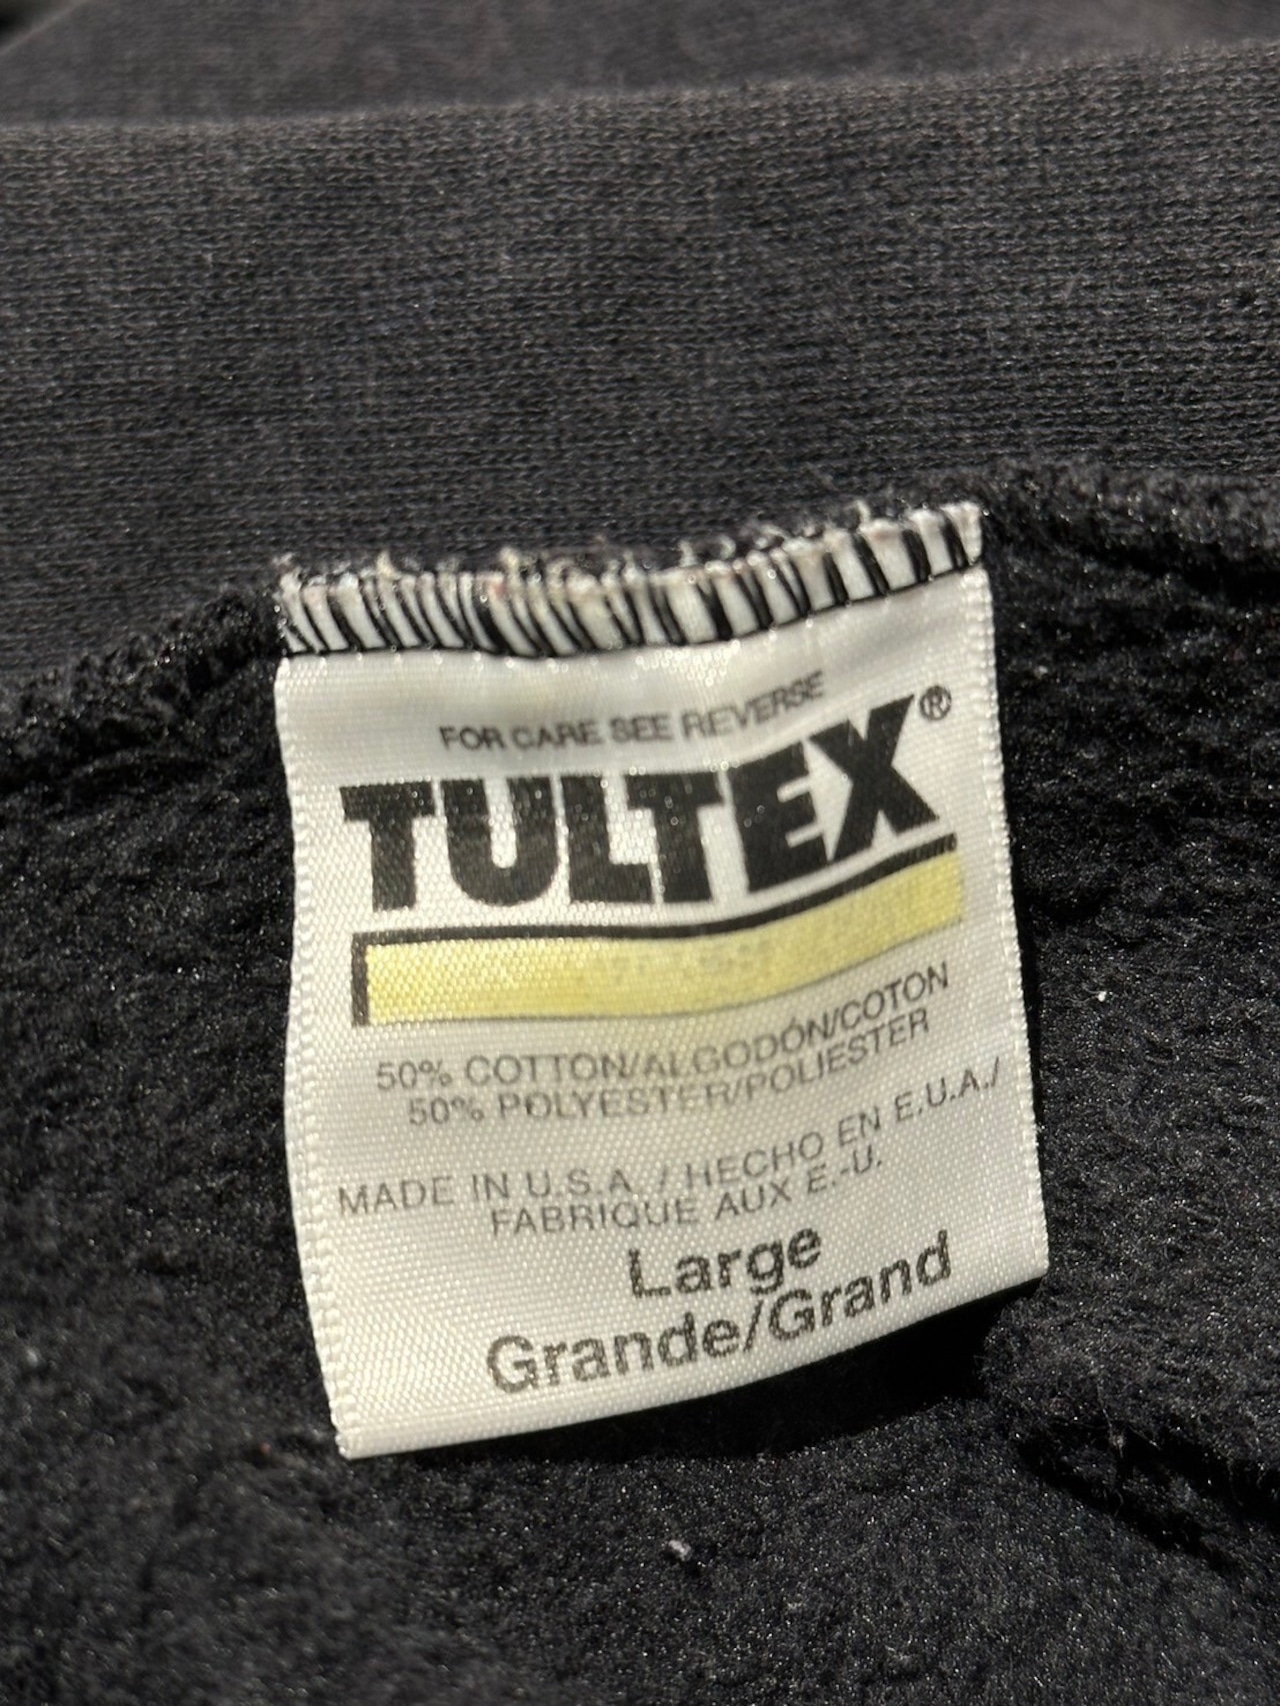 FOR CARE SEE REVERSE
TULTEX®
50% COTTON/ALGODÓN/COTON
50% POLYESTER/POLIESTER
MADE IN U.S.A. / HECHO EN E.U.A./
FABRIQUE AUX E.-U.
Large
Grande/Grand